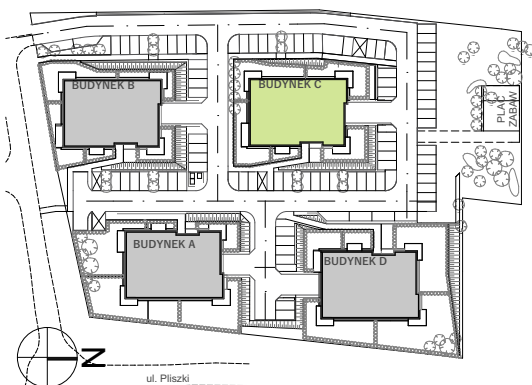 BUDYNEK B
BUDYNEK C
PLAC
ZABAW
BUDYNEK A
BUDYNEK D
N
ul. Pliszki